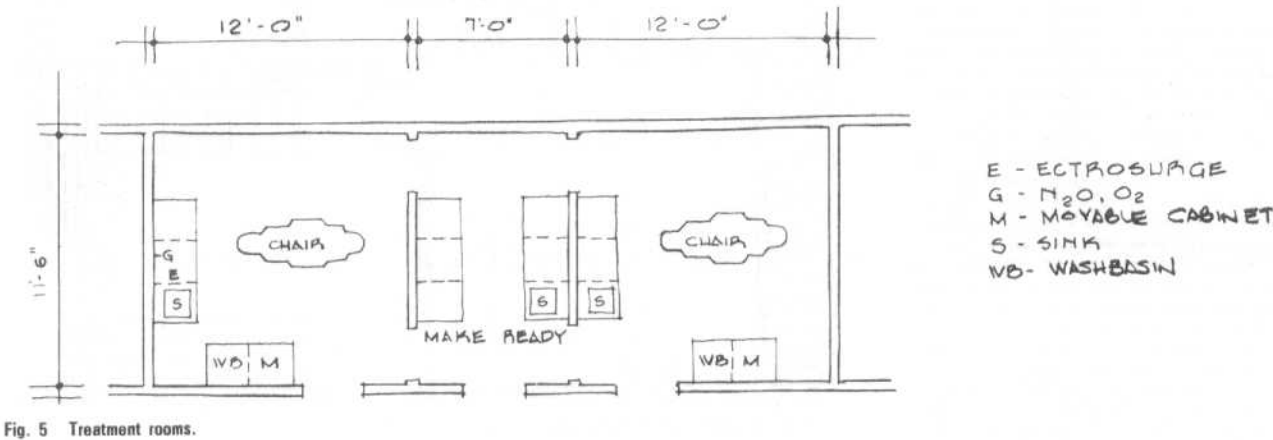 12'-0"
7'-0"
12'-0"
11'-6"
CHAIR
CHAIR
G
E
S
S
S
MAKE READY
WB M
WB M
E - ECTROSURGE
G - N₂O, O₂
M - MOVABLE CABINET
S - SINK
WB - WASHBASIN
Fig. 5 Treatment rooms.